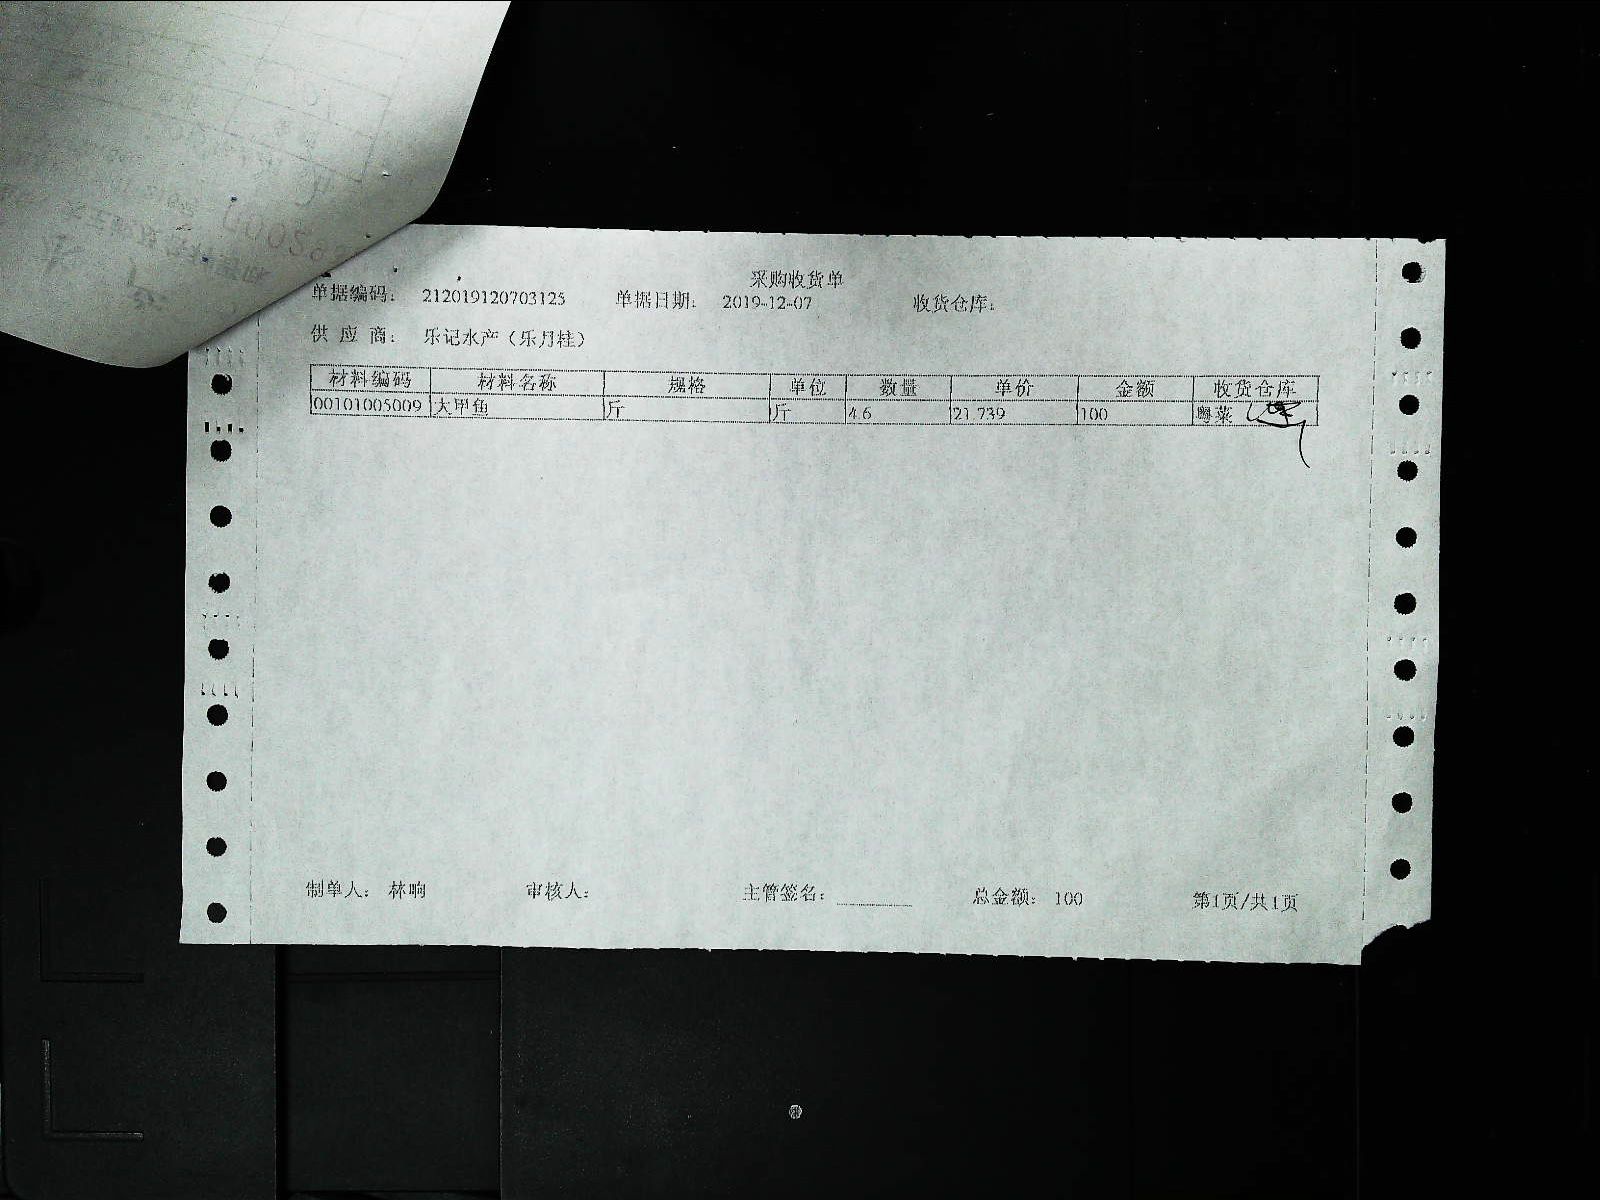 采购收货单
单据编码： 212019120703125 单据日期： 2019-12-07 收货仓库：
供 应 商： 乐记水产（乐月桂）
材料编码 材料名称 规格 单位 数量 单价 金额 收货仓库
00101005009 大甲鱼 斤 斤 4.6 21.739 100 粤菜
制单人： 林响 审核人： 主管签名： 总金额： 100 第1页/共1页